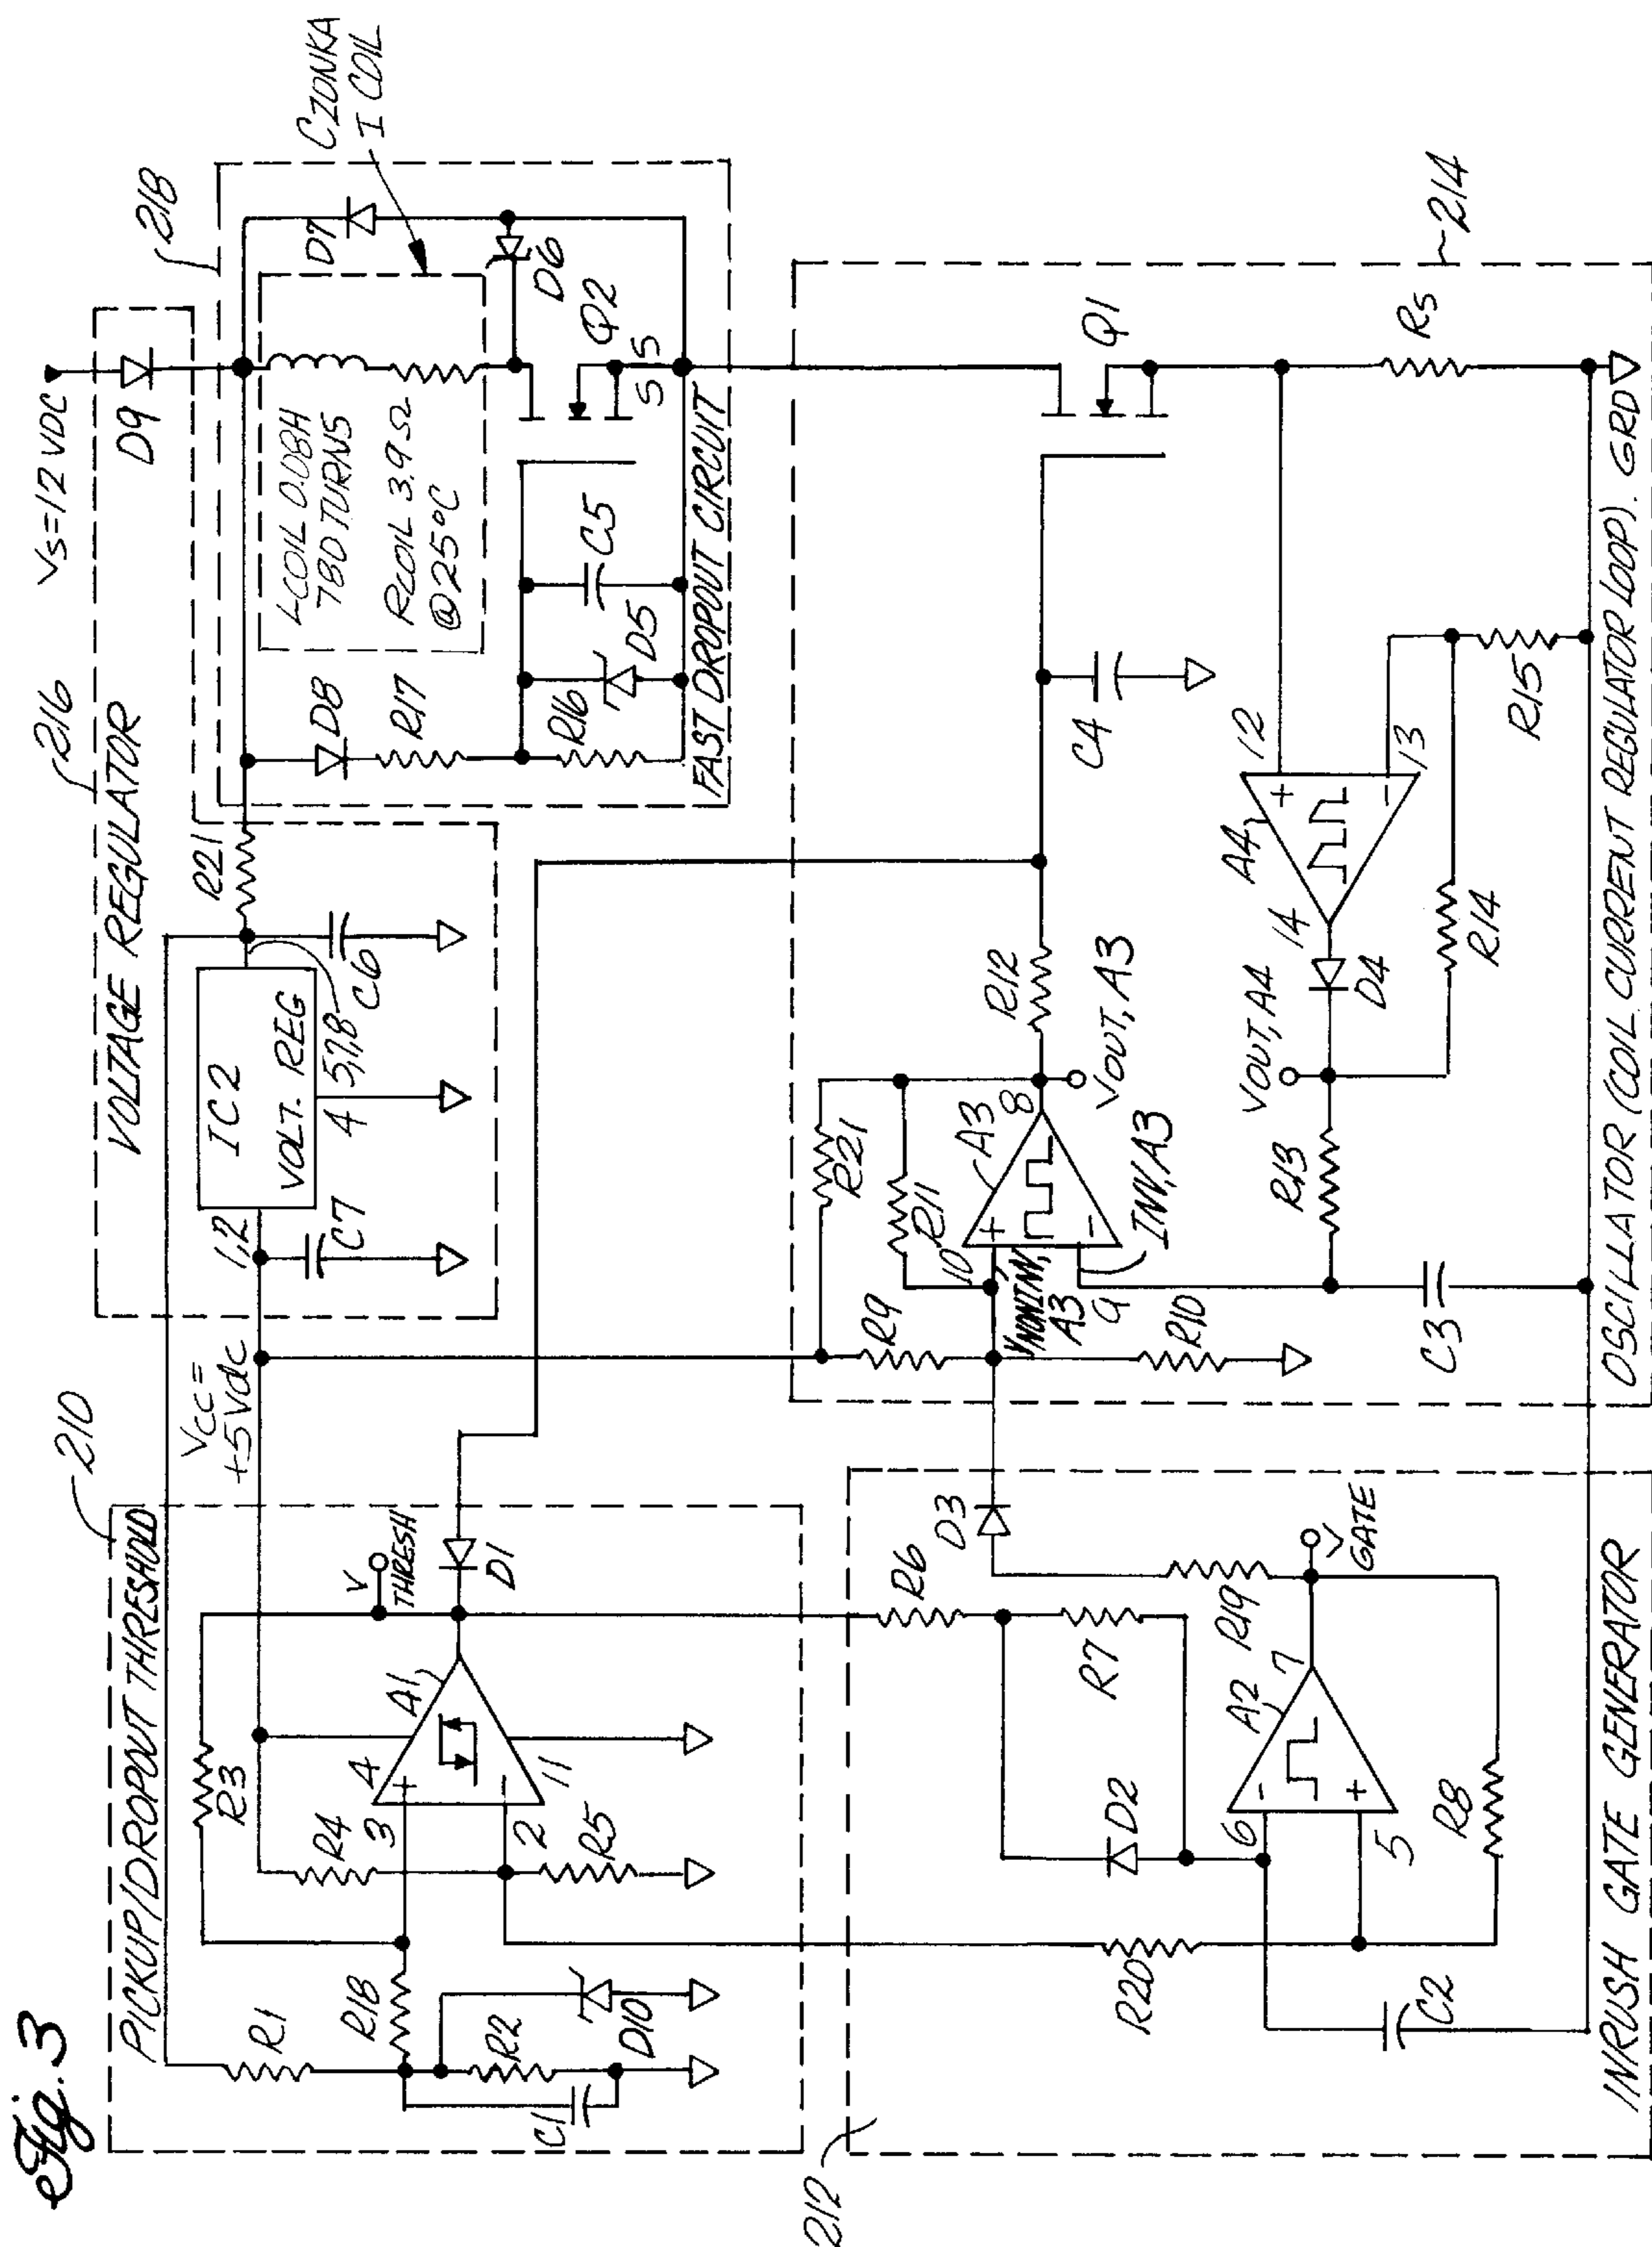 Fig. 3
216
VOLTAGE REGULATOR
VS=12 VDC
D9
218
CZONKA
I COIL
210
PICKUP/DROPOUT THRESHOLD
VCC=
+5Vdc
1,2
IC2
VOLT. REG
4
5,7,8
C7
C6
R21
D8
R17
R16
D5
C5
LCOIL 0.08H
TBD TURNS
RCOIL 3.9Ω
@25°C
D7
D6
Q2
S
S
FAST DROPOUT CIRCUIT
R1
R18
R2
C1
D10
R3
R4
R5
3
4
2
11
A1
V
THRESH
D1
212
R20
R6
R7
D2
D3
R19
R8
C2
6
5
7
A2
V
GATE
INRUSH GATE GENERATOR
214
R9
R10
R21
R11
10
VNONINV,
A3
9
A3
8
INV,A3
VOUT, A3
R12
C4
Q1
RS
R13
C3
VOUT, A4
D4
14
A4
12
13
R14
R15
GRD
OSCILLATOR (COIL CURRENT REGULATOR LOOP).
+
-
+
-
-
+
+
-